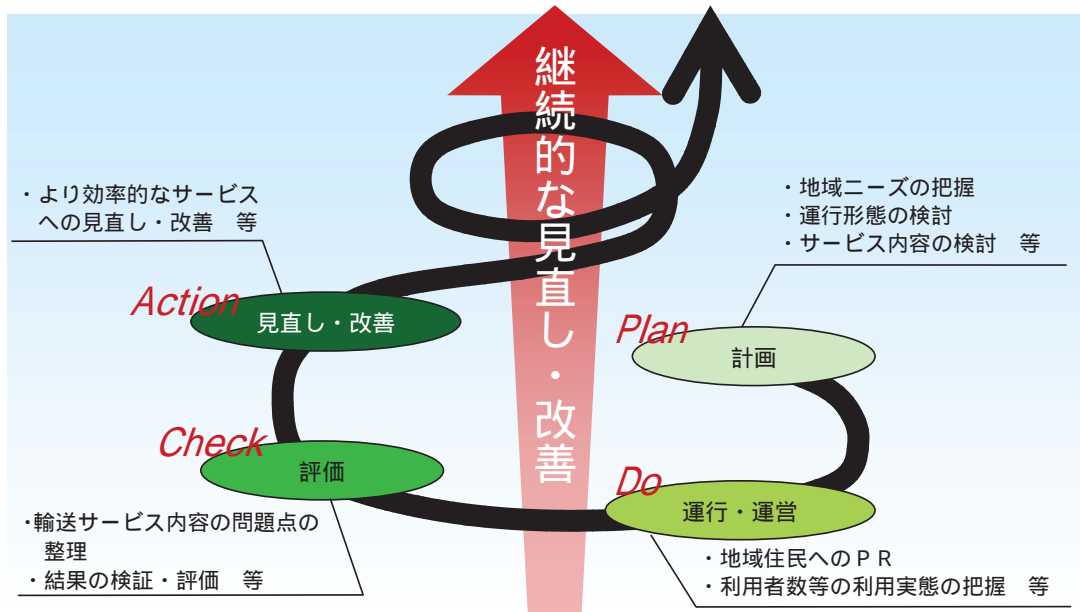 継続的な見直し・改善
Plan
計画
・地域ニーズの把握
・運行形態の検討
・サービス内容の検討　等
Do
運行・運営
・地域住民へのＰＲ
・利用者数等の利用実態の把握　等
Check
評価
・輸送サービス内容の問題点の
整理
・結果の検証・評価　等
Action
見直し・改善
・より効率的なサービス
への見直し・改善　等